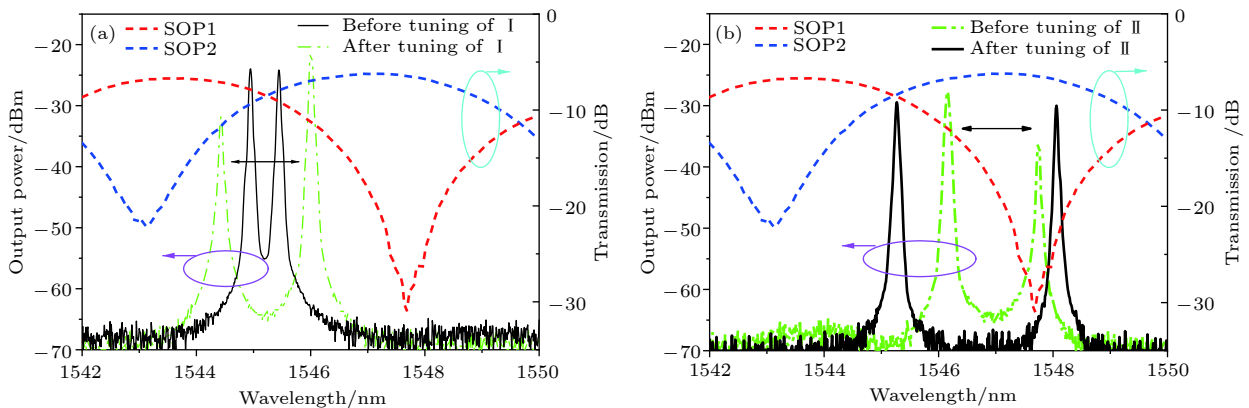 (a)
SOP1
SOP2
Before tuning of Ⅰ
After tuning of Ⅰ
Output power/dBm
−20
−30
−40
−50
−60
−70
0
−10
−20
−30
Transmission /dB
1542
1544
1546
1548
1550
Wavelength/nm
(b)
SOP1
SOP2
Before tuning of Ⅱ
After tuning of Ⅱ
Output power/dBm
−20
−30
−40
−50
−60
−70
0
−10
−20
−30
Transmission /dB
1542
1544
1546
1548
1550
Wavelength/nm